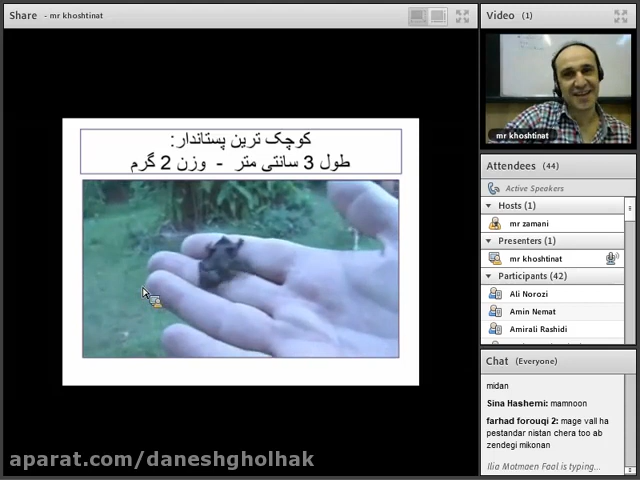 Share - mr khoshtinat
کوچک ترین پستاندار:
طول 3 سانتی متر - وزن 2 گرم
aparat.com/daneshgholhak
Video (1)
mr khoshtinat
Attendees (44)
Active Speakers
Hosts (1)
mr zamani
Presenters (1)
mr khoshtinat
Participants (42)
Ali Norozi
Amin Nemat
Amirali Rashidi
Chat (Everyone)
midan
Sina Hashemi: mamnoon
farhad forouqi 2: mage vall ha
pestandar nistan chera too ab
zendegi mikonan
Ilia Motmaen Faal is typing...